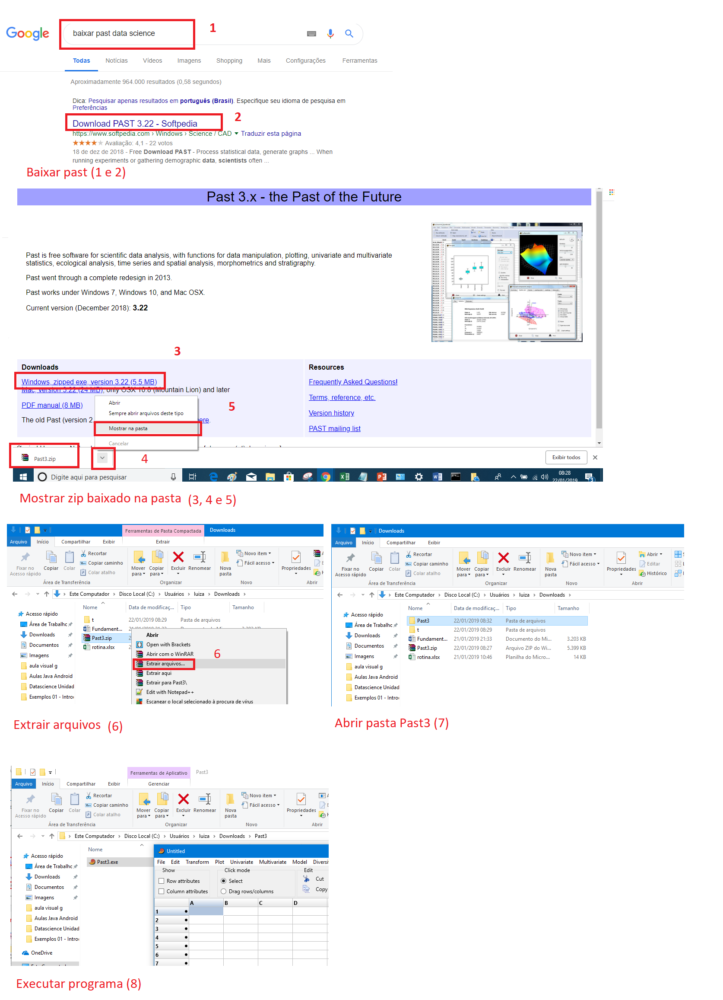 Google
baixar past data science
1
Todas Notícias Vídeos Imagens Shopping Mais Configurações Ferramentas
Aproximadamente 964.000 resultados (0,58 segundos)
Dica: Pesquisar apenas resultados em português (Brasil). Especifique seu idioma de pesquisa em
Preferências
2
Download PAST 3.22 - Softpedia
https://www.softpedia.com › Windows › Science / CAD Traduzir esta página
Avaliação: 4,1 - 22 votos
18 de dez de 2018 - Free Download PAST - Process statistical data, generate graphs ... When
running experiments or gathering demographic data, scientists often ...
Baixar past (1 e 2)
Past 3.x - the Past of the Future
Past is free software for scientific data analysis, with functions for data manipulation, plotting, univariate and multivariate
statistics, ecological analysis, time series and spatial analysis, morphometrics and stratigraphy.
Past went through a complete redesign in 2013.
Past works under Windows 7, Windows 10, and Mac OSX.
Current version (December 2018): 3.22
3
Downloads
Windows, zipped exe, version 3.22 (5.5 MB)
Mac, version 3.22 (24 MB), only OSX 10.8 (Mountain Lion) and later
PDF manual (8 MB)
The old Past (version 2. here.
Resources
Frequently Asked Questions!
Terms, reference, etc.
Version history
PAST mailing list
Abrir
Sempre abrir arquivos deste tipo
5
Mostrar na pasta
Cancelar
Past3.zip
4
Exibir todos
Digite aqui para pesquisar
08:28
22/01/2019
3
Mostrar zip baixado na pasta (3, 4 e 5)
Ferramentas de Pasta Compactada Downloads
Arquivo Início Compartilhar Exibir Extrair
Fixar no
Acesso rápido
Copiar
Colar
Recortar
Copiar caminho
Colar atalho
Mover
para
Copiar
para
Excluir
Renomear
Nova
pasta
Novo item
Fácil acesso
Propriedades
Área de Transferência Organizar Novo Abrir
Este Computador Disco Local (C:) Usuários luiza Downloads
Nome Data de modificaç... Tipo Tamanho
Acesso rápido
Área de Trabalhc
Downloads
Documentos
Imagens
aula visual g
Aulas Java Android
Datascience Unidad
Exemplos 01 - Introd
t 22/01/2019 08:29 Pasta de arquivos
Fundament... 21/01/2019 21:33 Documento do Mi... 3.203 KB
Past3.zip
rotina.xlsx
Abrir
Open with Brackets
Abrir com o WinRAR
6
Extrair arquivos...
Extrair aqui
Extrair para Past3\
Edit with Notepad++
Escanear o local selecionado à procura de vírus
Extrair arquivos (6)
Downloads
Arquivo Início Compartilhar Exibir
Fixar no
Acesso rápido
Copiar
Colar
Recortar
Copiar caminho
Colar atalho
Mover
para
Copiar
para
Excluir
Renomear
Nova
pasta
Novo item
Fácil acesso
Propriedades
Abrir
Editar
Histórico
Área de Transferência Organizar Novo Abrir
Este Computador Disco Local (C:) Usuários luiza Downloads
Nome Data de modificaç... Tipo Tamanho
Acesso rápido
Área de Trabalhc
Downloads
Documentos
Imagens
aula visual g
Aulas Java Android
Datascience Unidad
Exemplos 01 - Introd
Past3 22/01/2019 08:32 Pasta de arquivos
t 22/01/2019 08:29 Pasta de arquivos
Fundament... 21/01/2019 21:33 Documento do Mi... 3.203 KB
Past3.zip 22/01/2019 08:27 Arquivo ZIP do Wi... 5.399 KB
rotina.xlsx 21/01/2019 10:46 Planilha do Micro... 14 KB
Abrir pasta Past3 (7)
Ferramentas de Aplicativo Past3
Arquivo Início Compartilhar Exibir Gerenciar
Fixar no
Acesso rápido
Copiar
Colar
Recortar
Copiar caminho
Colar atalho
Mover
para
Copiar
para
Excluir
Renomear
Nova
pasta
Novo item
Fácil acesso
Propriedades
Área de Transferência Organizar Novo Abrir
Este Computador Disco Local (C:) Usuários luiza Downloads Past3
Nome
Past3.exe
Acesso rápido
Área de Trabalhc
Downloads
Documentos
Imagens
aula visual g
Aulas Java Android
Datascience Unidad
Exemplos 01 - Introd
OneDrive
Untitled
File Edit Transform Plot Univariate Multivariate Model Diversi
Show Click mode Edit
Row attributes Select Cut
Column attributes Drag rows/columns Copy
A B C D
1
2
3
4
5
6
7
Executar programa (8)